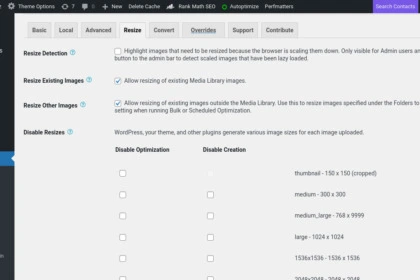 Theme Options 7 New Delete Cache Rank Math SEO Autoptimize Perfmatters Search Contacts
Basic Local Advanced Resize Convert Overrides Support Contribute
Resize Detection Highlight images that need to be resized because the browser is scaling them down. Only visible for Admin users an
button to the admin bar to detect scaled images that have been lazy loaded.
Resize Existing Images Allow resizing of existing Media Library images.
Resize Other Images Allow resizing of existing images outside the Media Library. Use this to resize images specified under the Folders to
setting when running Bulk or Scheduled Optimization.
Disable Resizes WordPress, your theme, and other plugins generate various image sizes for each image uploaded.
Disable Optimization Disable Creation
thumbnail - 150 x 150 (cropped)
medium - 300 x 300
medium_large - 768 x 9999
large - 1024 x 1024
1536x1536 - 1536 x 1536
2048x2048 - 2048 x 2048